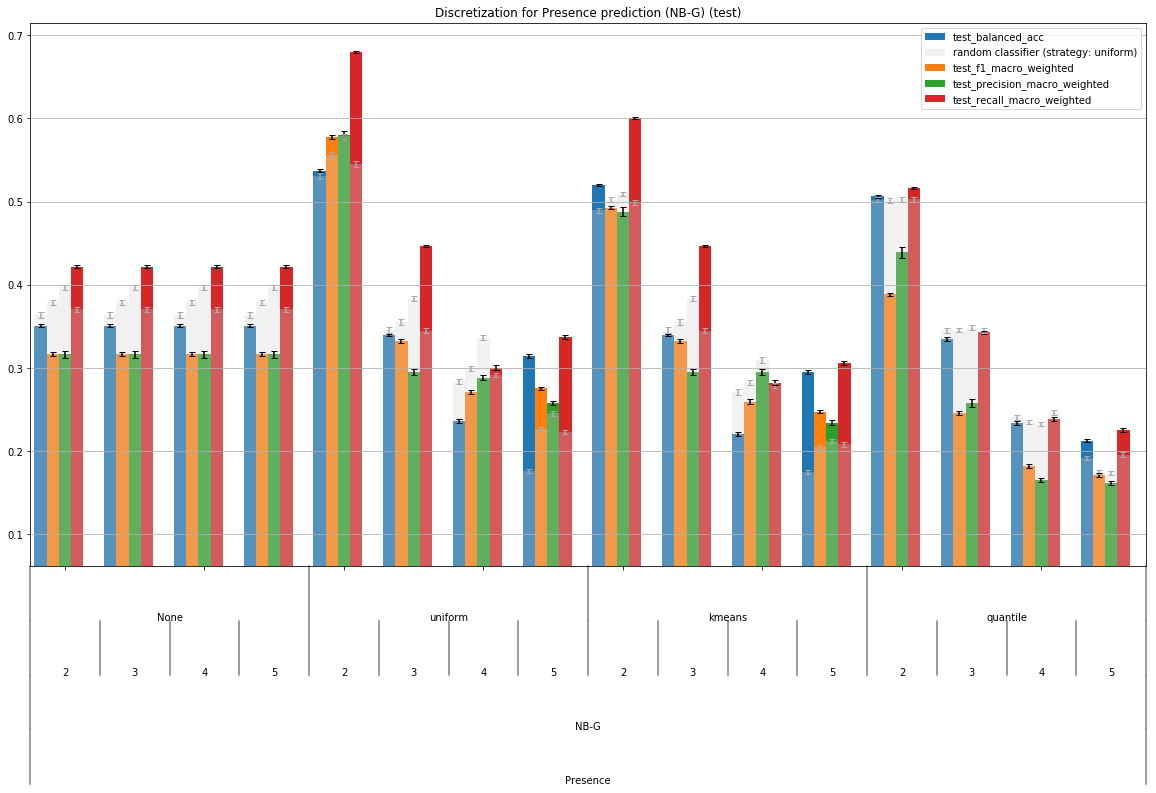 Discretization for Presence prediction (NB-G) (test)
test_balanced_acc
random classifier (strategy: uniform)
test_f1_macro_weighted
test_precision_macro_weighted
test_recall_macro_weighted
0.7
0.6
0.5
0.4
0.3
0.2
0.1
None uniform kmeans quantile
2 3 4 5 2 3 4 5 2 3 4 5 2 3 4 5
NB-G
Presence